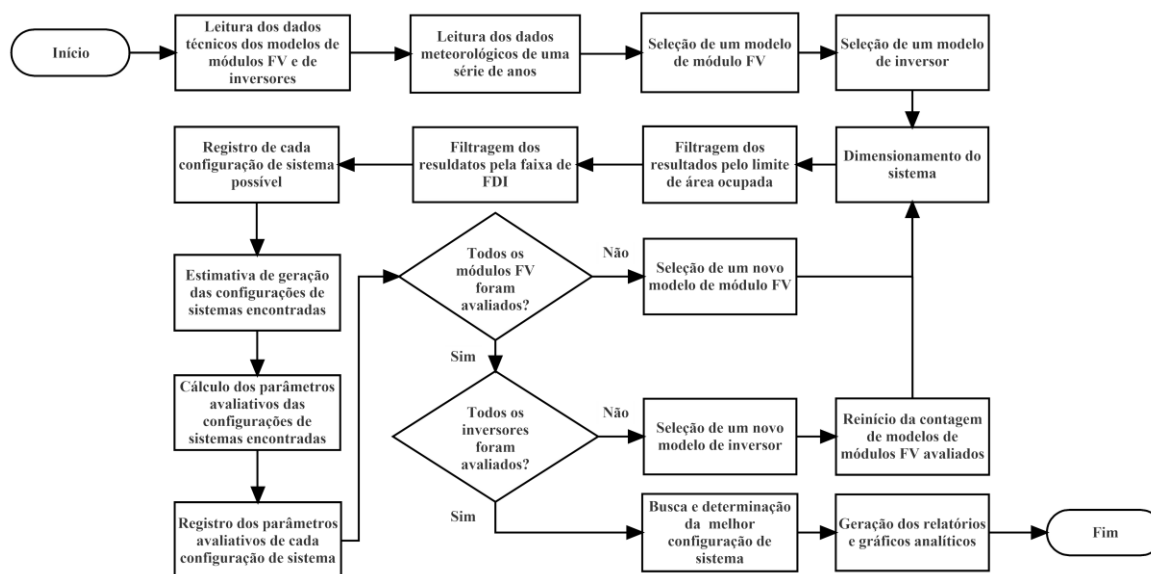 Início
Leitura dos dados
técnicos dos modelos de
módulos FV e de
inversores
Leitura dos dados
meteorológicos de uma
série de anos
Seleção de um modelo
de módulo FV
Seleção de um modelo
de inversor
Dimensionamento do
sistema
Filtragem dos
resultados pelo limite
de área ocupada
Filtragem dos
resuldatos pela faixa de
FDI
Registro de cada
configuração de sistema
possível
Estimativa de geração
das configurações de
sistemas encontradas
Cálculo dos parâmetros
avaliativos das
configurações de
sistemas encontradas
Registro dos parâmetros
avaliativos de cada
configuração de sistema
Todos os
módulos FV
foram
avaliados?
Não
Seleção de um novo
modelo de módulo FV
Sim
Todos os
inversores
foram
avaliados?
Não
Seleção de um novo
modelo de inversor
Reinício da contagem
de modelos de
módulos FV avaliados
Sim
Busca e determinação
da melhor
configuração de
sistema
Geração dos relatórios
e gráficos analíticos
Fim